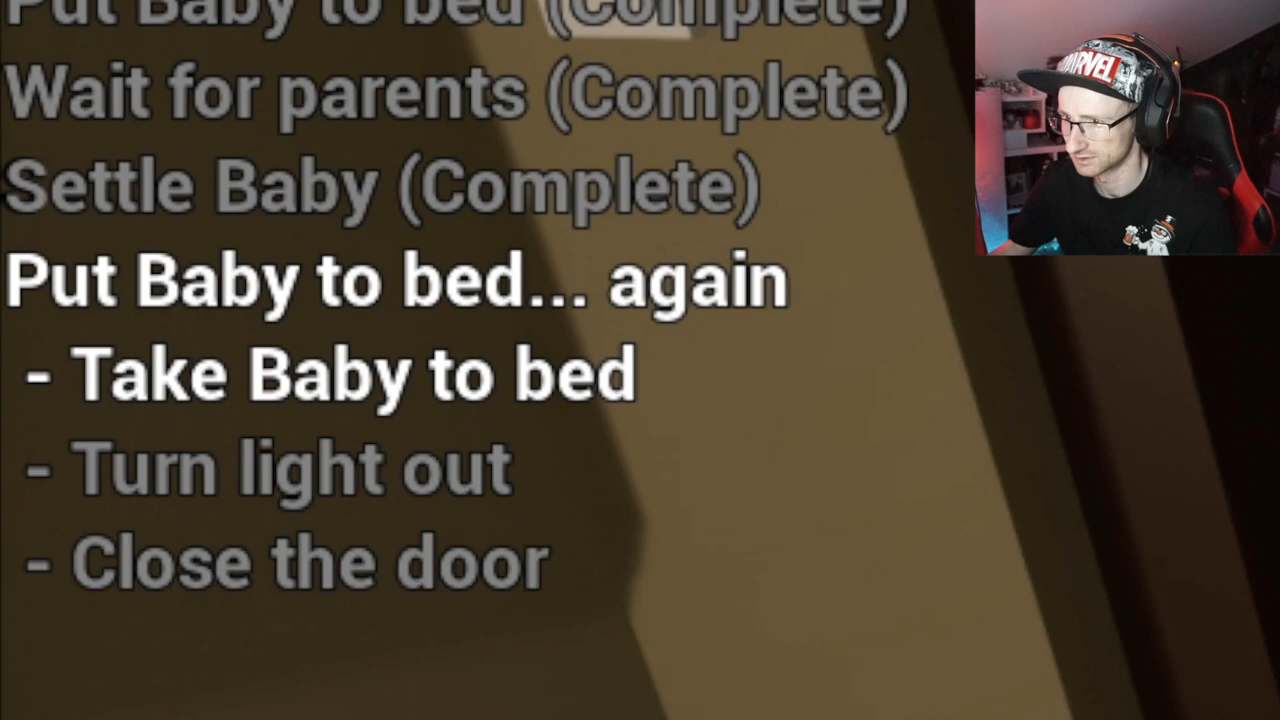 Put Baby to bed (Complete)
Wait for parents (Complete)
Settle Baby (Complete)
Put Baby to bed... again
- Take Baby to bed
- Turn light out
- Close the door
MARVEL